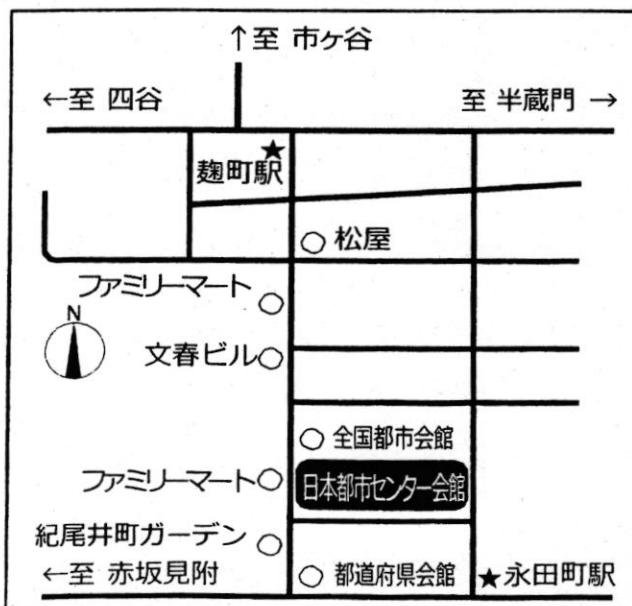 ↑至 市ヶ谷
←至 四谷
至 半蔵門 →
★
麹町駅
松屋
ファミリーマート
N
文春ビル
全国都市会館
ファミリーマート
日本都市センター会館
紀尾井町ガーデン
←至 赤坂見附
都道府県会館
★永田町駅